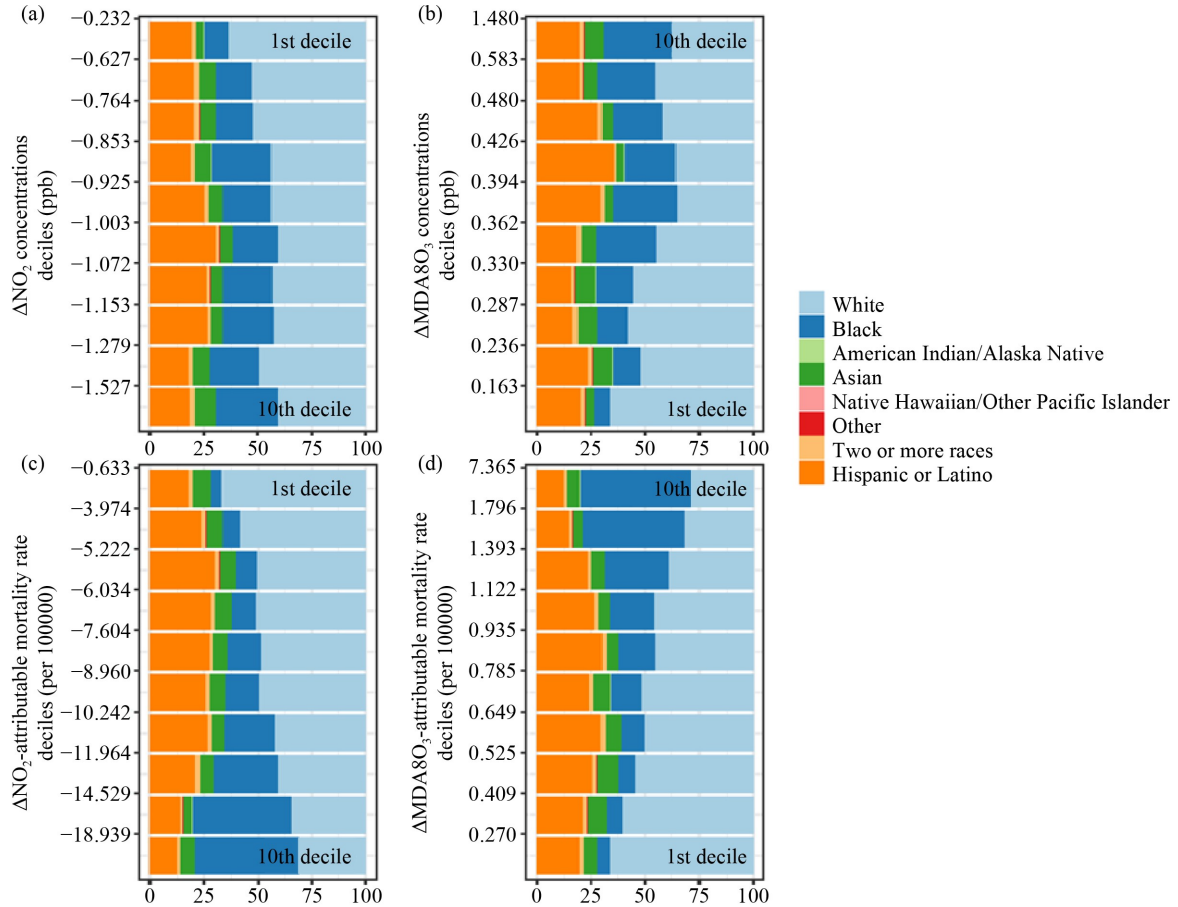 (a)
ΔNO₂ concentrations
deciles (ppb)
−0.232
−0.627
−0.764
−0.853
−0.925
−1.003
−1.072
−1.153
−1.279
−1.527
1st decile
10th decile
0 25 50 75 100
(b)
ΔMDA8O₃ concentrations
deciles (ppb)
1.480
0.583
0.480
0.426
0.394
0.362
0.330
0.287
0.236
0.163
10th decile
1st decile
0 25 50 75 100
White
Black
American Indian/Alaska Native
Asian
Native Hawaiian/Other Pacific Islander
Other
Two or more races
Hispanic or Latino
(c)
ΔNO₂-attributable mortality rate
deciles (per 100000)
−0.633
−3.974
−5.222
−6.034
−7.604
−8.960
−10.242
−11.964
−14.529
−18.939
1st decile
10th decile
0 25 50 75 100
(d)
ΔMDA8O₃-attributable mortality rate
deciles (per 100000)
7.365
1.796
1.393
1.122
0.935
0.785
0.649
0.525
0.409
0.270
10th decile
1st decile
0 25 50 75 100